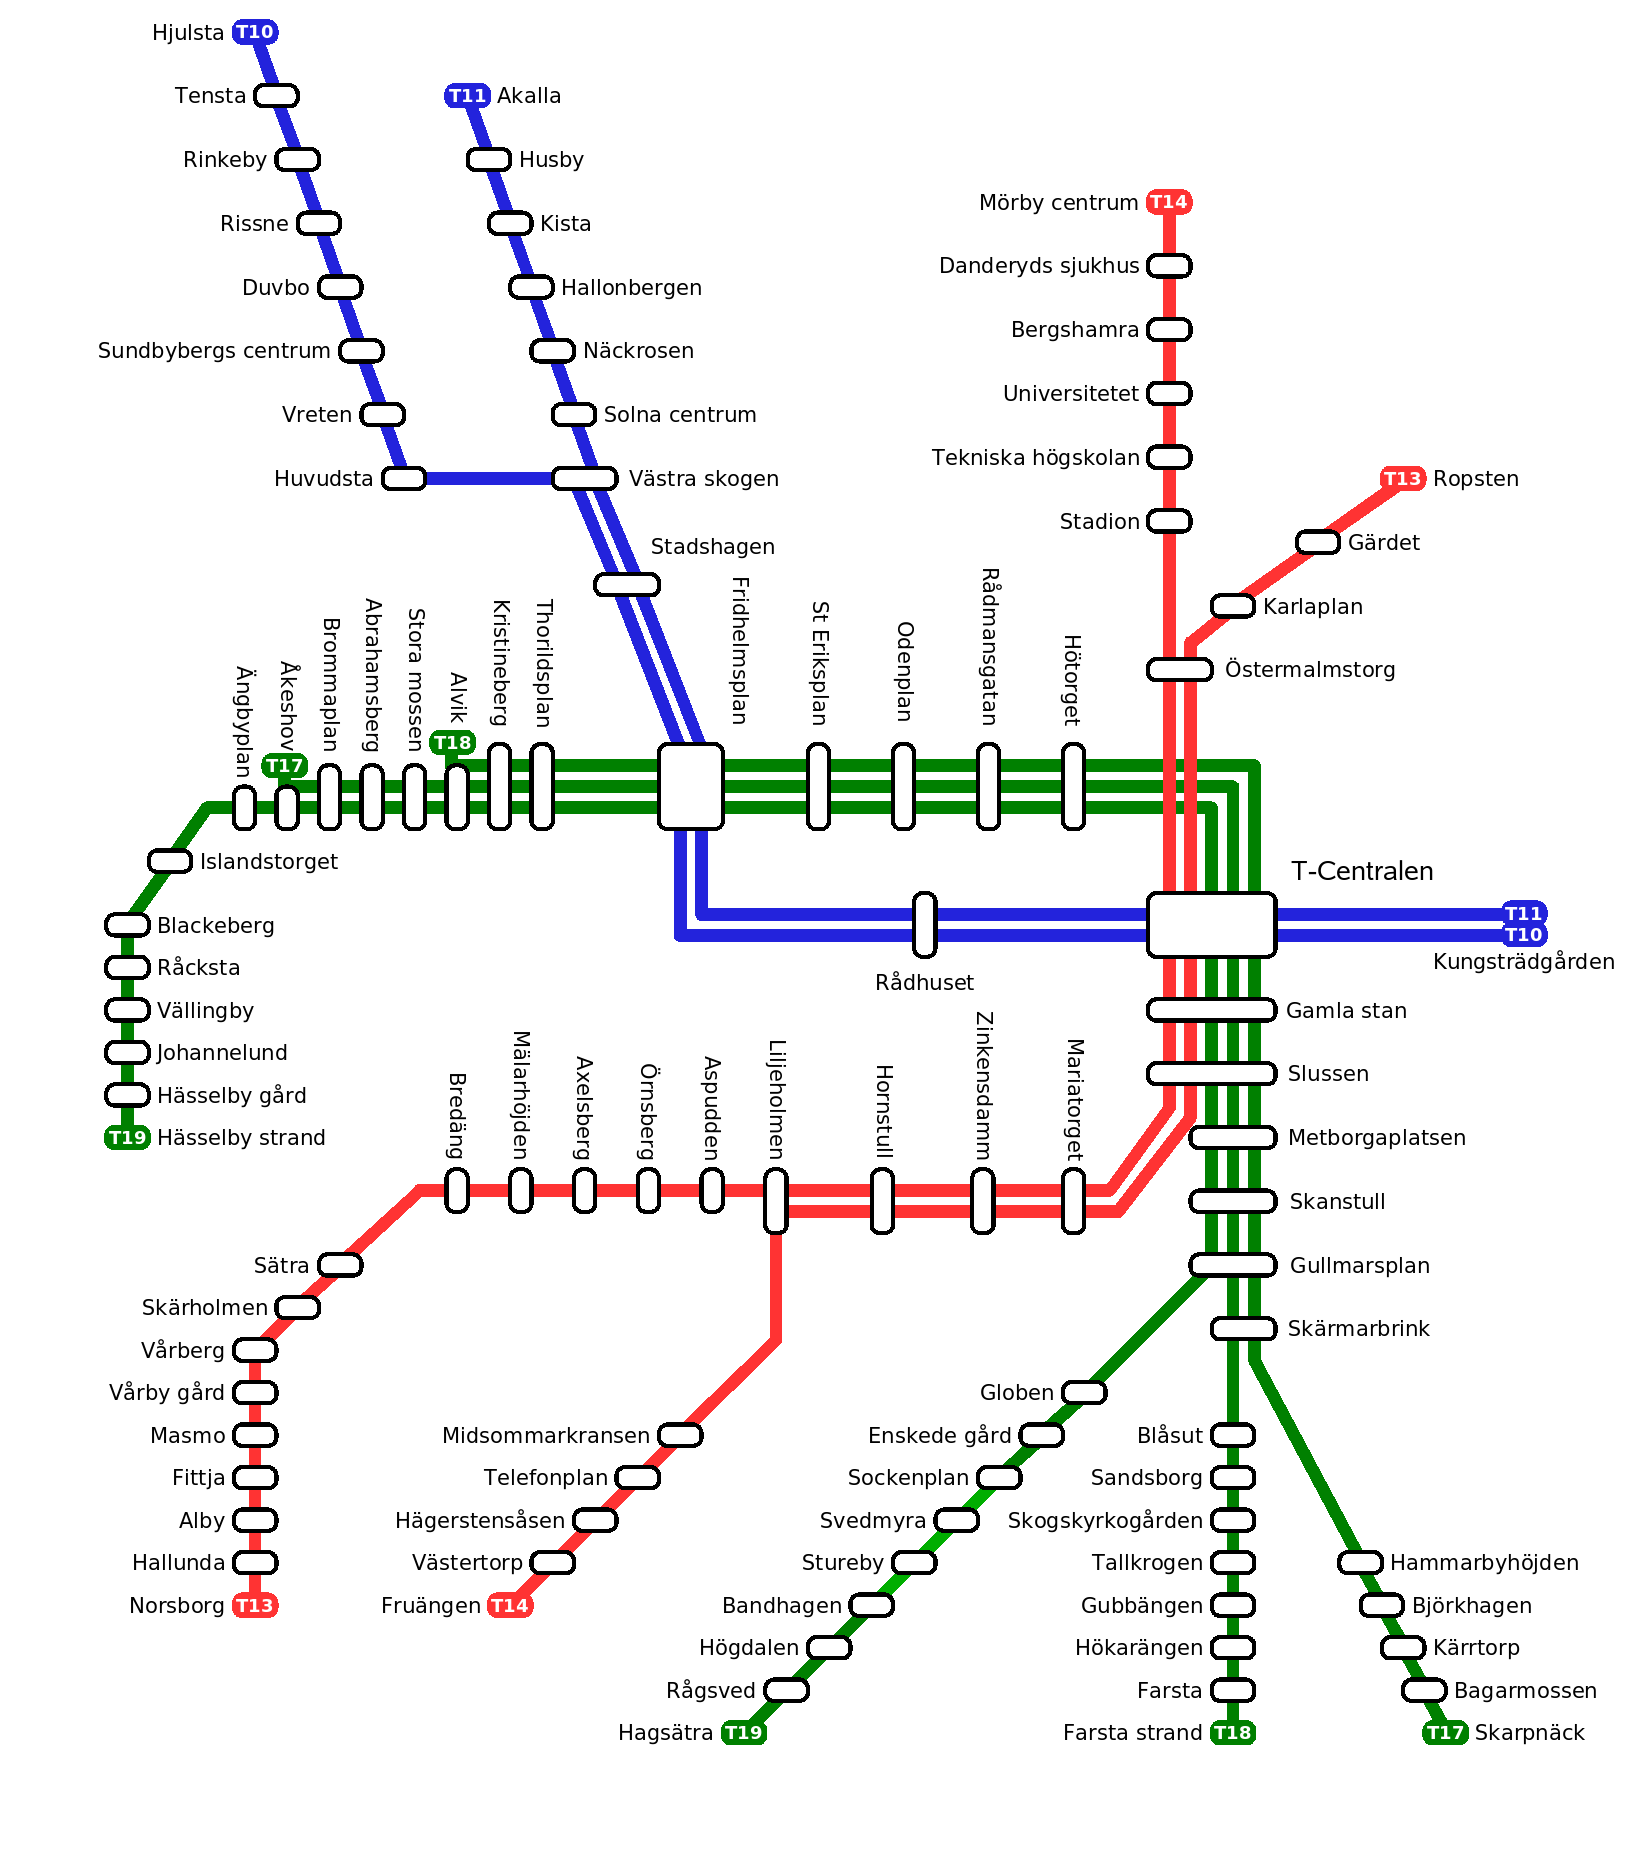 Hjulsta T10
Tensta
T11 Akalla
Rinkeby
Husby
Mörby centrum T14
Rissne
Kista
Danderyds sjukhus
Duvbo
Hallonbergen
Bergshamra
Sundbybergs centrum
Näckrosen
Universitetet
Vreten
Solna centrum
Tekniska högskolan
Huvudsta
Västra skogen
T13 Ropsten
Stadion
Gärdet
Stadshagen
Karlaplan
Östermalmstorg
Ängbyplan
Åkeshov
T17
Brommaplan
Abrahamsberg
Stora mossen
Alvik
T18
Kristineberg
Thorildsplan
Fridhelmsplan
St Eriksplan
Odenplan
Rådmansgatan
Hötorget
Islandstorget
T-Centralen
Blackeberg
T11
T10
Kungsträdgården
Råcksta
Rådhuset
Vällingby
Gamla stan
Johannelund
Slussen
Hässelby gård
T19 Hässelby strand
Bredäng
Mälarhöjden
Axelsberg
Örnsberg
Aspudden
Liljeholmen
Hornstull
Zinkensdamm
Mariatorget
Metborgaplatsen
Skanstull
Sätra
Gullmarsplan
Skärholmen
Skärmarbrink
Vårberg
Vårby gård
Globen
Masmo
Midsommarkransen
Enskede gård
Blåsut
Fittja
Telefonplan
Sockenplan
Sandsborg
Alby
Hägerstensåsen
Svedmyra
Skogskyrkogården
Hallunda
Västertorp
Stureby
Tallkrogen
Hammarbyhöjden
Norsborg T13
Fruängen T14
Bandhagen
Gubbängen
Björkhagen
Högdalen
Hökarängen
Kärrtorp
Rågsved
Farsta
Bagarmossen
Hagsätra T19
Farsta strand T18
T17 Skarpnäck